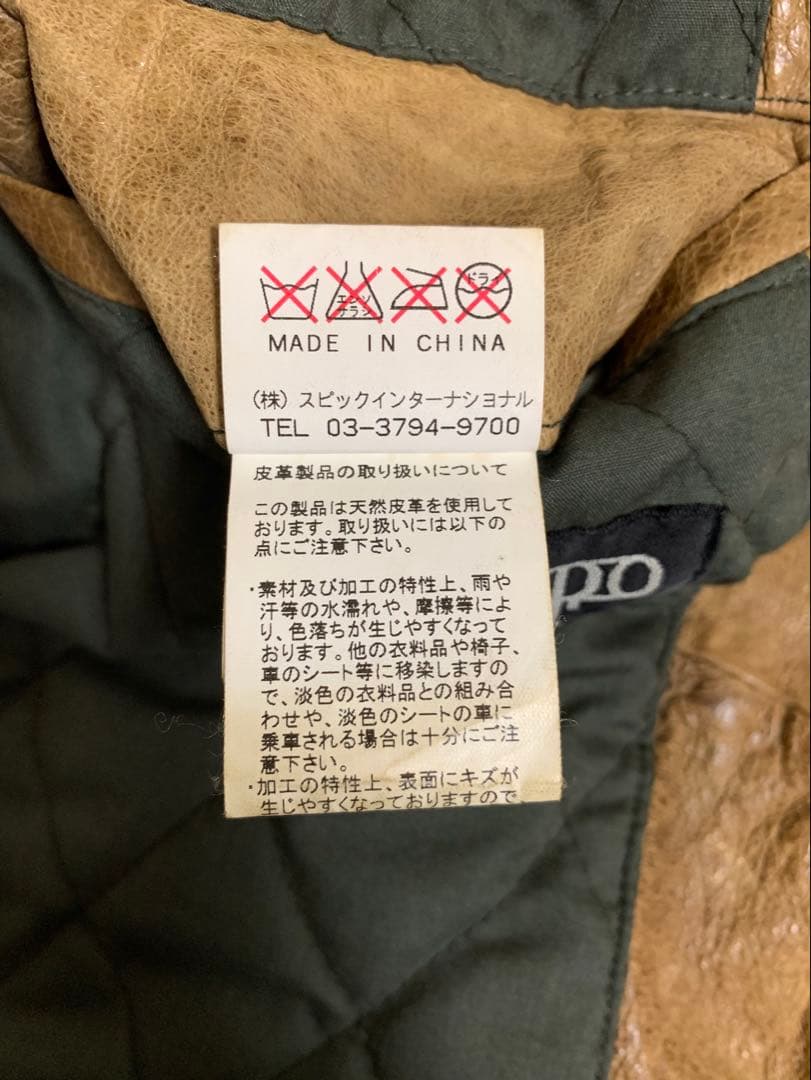 エンソ
サラシ
ドライ
MADE IN CHINA
(株) スピックインターナショナル
TEL 03-3794-9700
皮革製品の取り扱いについて
この製品は天然皮革を使用して
おります。取り扱いには以下の
点にご注意下さい。
・素材及び加工の特性上、雨や
汗等の水濡れや、摩擦等によ
り、色落ちが生じやすくなって
おります。他の衣料品や椅子、
車のシート等に移染しますの
で、淡色の衣料品との組み合
わせや、淡色のシートの車に
乗車される場合は十分にご注
意下さい。
・加工の特性上、表面にキズが
生じやすくなっておりますので、